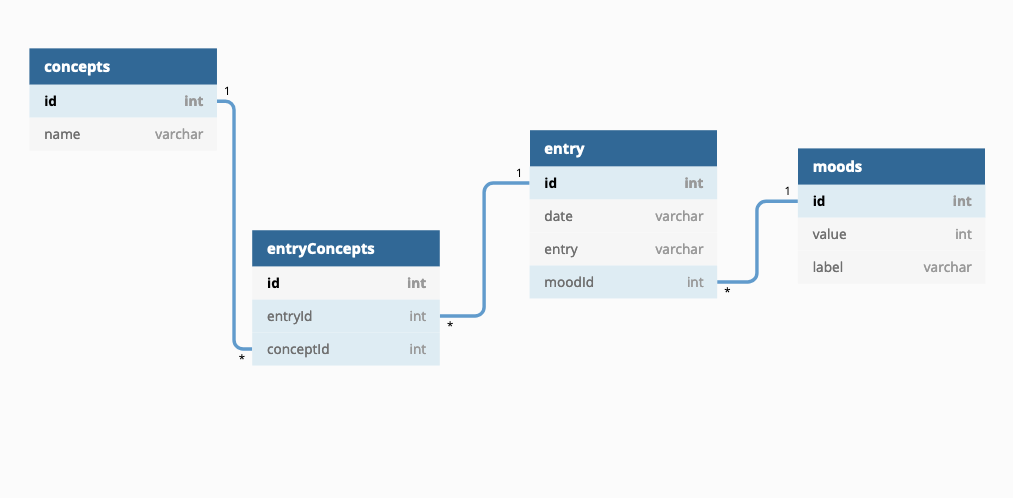 concepts
id int
1
name varchar
entryConcepts
id int
entryId int
*
conceptId int
*
entry
1
id int
date varchar
entry varchar
moodId int
*
moods
1
id int
value int
label varchar